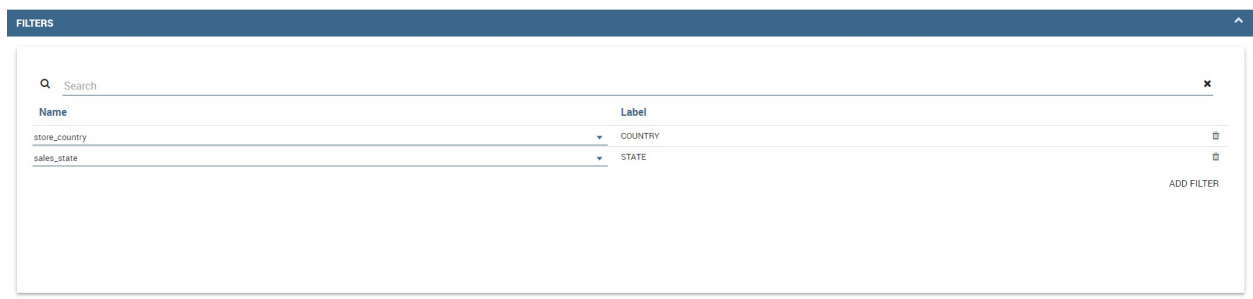 FILTERS
Search
Name Label
store_country COUNTRY
sales_state STATE
ADD FILTER